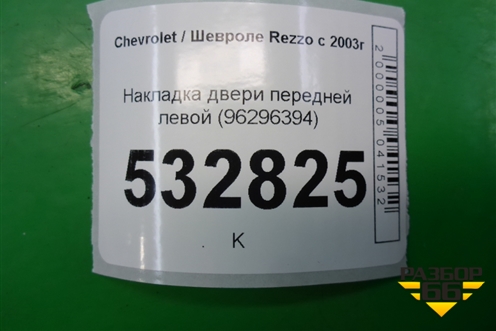 Chevrolet / Шевроле Rezzo с 2003г
Накладка двери передней
левой (96296394)
532825
К
2000005041532
РАЗБОР
66